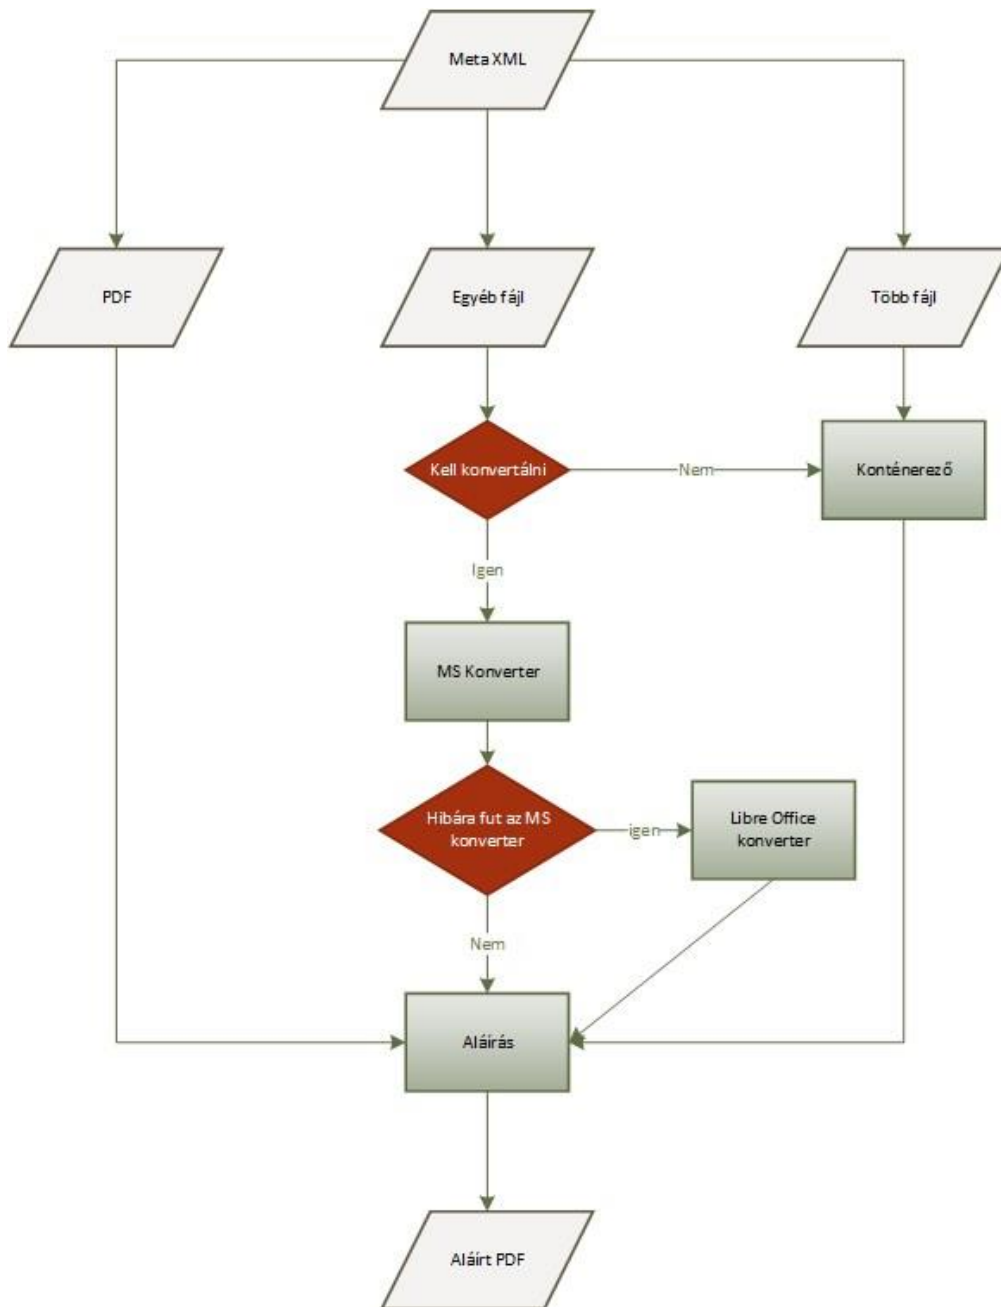 Meta XML
PDF
Egyéb fájl
Több fájl
Kell konvertálni
Nem
Konténerező
Igen
MS Konverter
Hibára fut az MS
konverter
igen
Libre Office
konverter
Nem
Aláírás
Aláírt PDF